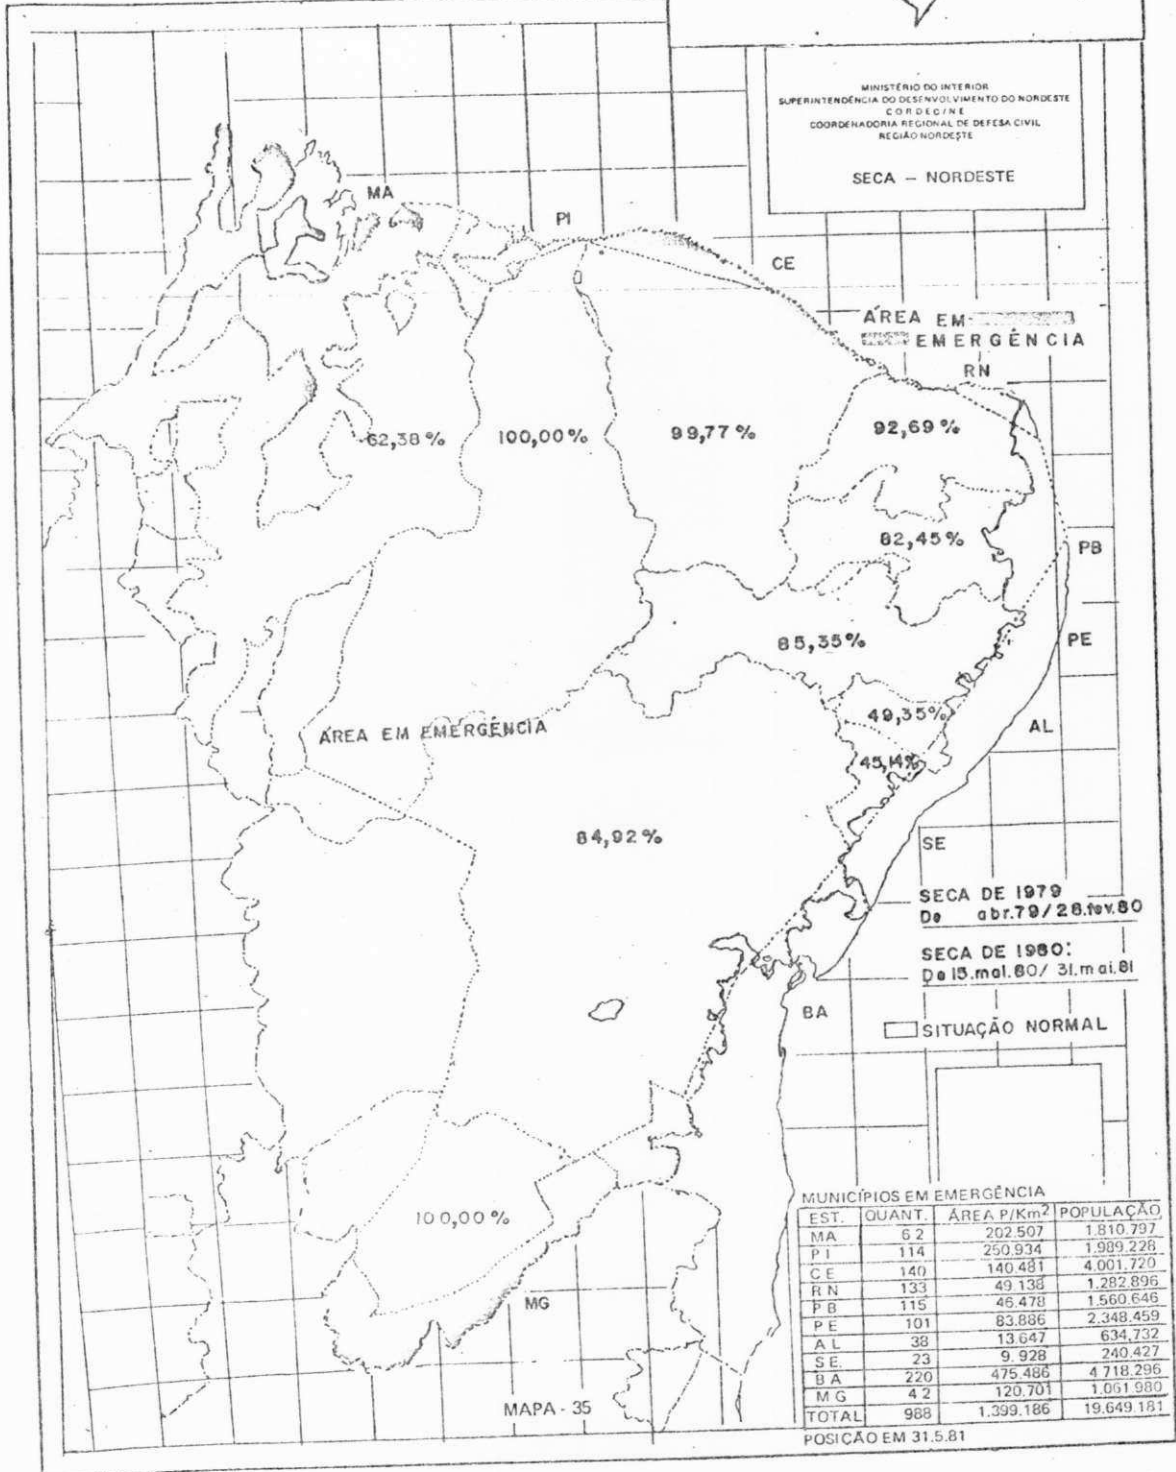 MINISTÉRIO DO INTERIOR
SUPERINTENDÊNCIA DO DESENVOLVIMENTO DO NORDESTE
CORDEC/NE
COORDENADORIA REGIONAL DE DEFESA CIVIL
REGIÃO NORDESTE
SECA – NORDESTE
MA
PI
CE
ÁREA EM
EMERGÊNCIA
RN
62,38%
100,00%
99,77%
92,69%
82,45%
PB
85,35%
PE
49,35%
ÁREA EM EMERGÊNCIA
AL
45,14%
84,92%
SE
SECA DE 1979
De abr.79/28.fev.80
SECA DE 1980:
De 15.mai.80/ 31.mai.81
BA
SITUAÇÃO NORMAL
100,00%
MG
MUNICÍPIOS EM EMERGÊNCIA
EST. QUANT. ÁREA P/Km² POPULAÇÃO
MA 62 202.507 1.810.797
PI 114 250.934 1.989.228
CE 140 140.481 4.001.720
RN 133 49.138 1.282.896
PB 115 46.478 1.560.646
PE 101 83.886 2.348.459
AL 38 13.647 634.732
SE. 23 9.928 240.427
BA 220 475.486 4.718.296
MG 42 120.701 1.061.980
TOTAL 988 1.399.186 19.649.181
MAPA - 35
POSIÇÃO EM 31.5.81